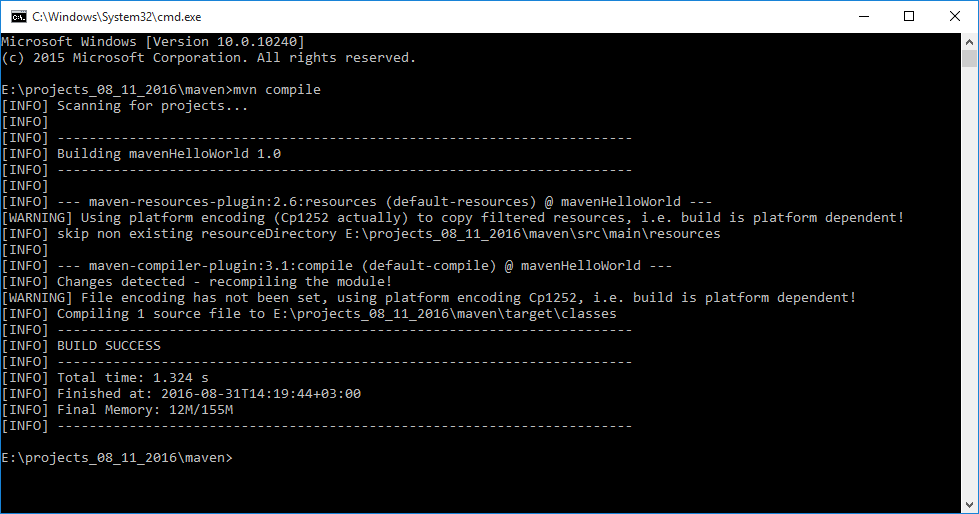 C:\Windows\System32\cmd.exe
Microsoft Windows [Version 10.0.10240]
(c) 2015 Microsoft Corporation. All rights reserved.
E:\projects_08_11_2016\maven>mvn compile
[INFO] Scanning for projects...
[INFO]
[INFO] ------------------------------------------------------------------------
[INFO] Building mavenHelloWorld 1.0
[INFO] ------------------------------------------------------------------------
[INFO]
[INFO] --- maven-resources-plugin:2.6:resources (default-resources) @ mavenHelloWorld ---
[WARNING] Using platform encoding (Cp1252 actually) to copy filtered resources, i.e. build is platform dependent!
[INFO] skip non existing resourceDirectory E:\projects_08_11_2016\maven\src\main\resources
[INFO]
[INFO] --- maven-compiler-plugin:3.1:compile (default-compile) @ mavenHelloWorld ---
[INFO] Changes detected - recompiling the module!
[WARNING] File encoding has not been set, using platform encoding Cp1252, i.e. build is platform dependent!
[INFO] Compiling 1 source file to E:\projects_08_11_2016\maven\target\classes
[INFO] ------------------------------------------------------------------------
[INFO] BUILD SUCCESS
[INFO] ------------------------------------------------------------------------
[INFO] Total time: 1.324 s
[INFO] Finished at: 2016-08-31T14:19:44+03:00
[INFO] Final Memory: 12M/155M
[INFO] ------------------------------------------------------------------------
E:\projects_08_11_2016\maven>